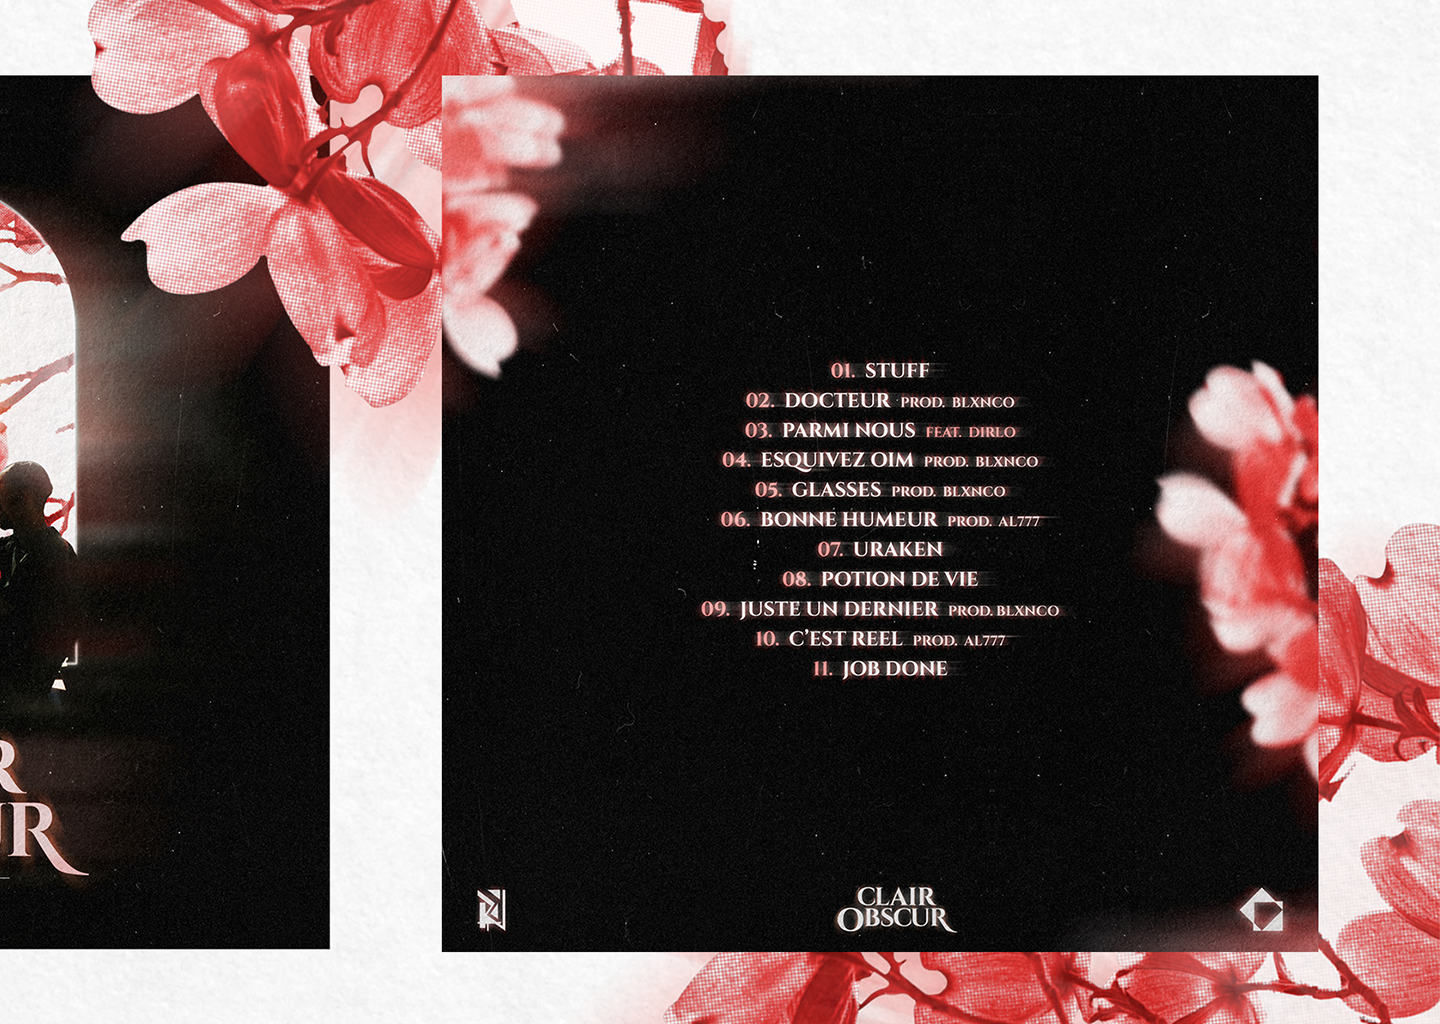 R
UR
01. STUFF
02. DOCTEUR PROD. BLXNCO
03. PARMI NOUS FEAT. DIRLO
04. ESQUIVEZ OIM PROD. BLXNCO
05. GLASSES PROD. BLXNCO
06. BONNE HUMEUR PROD. AL777
07. URAKEN
08. POTION DE VIE
09. JUSTE UN DERNIER PROD. BLXNCO
10. C'EST REEL PROD. AL777
11. JOB DONE
CLAIR
OBSCUR